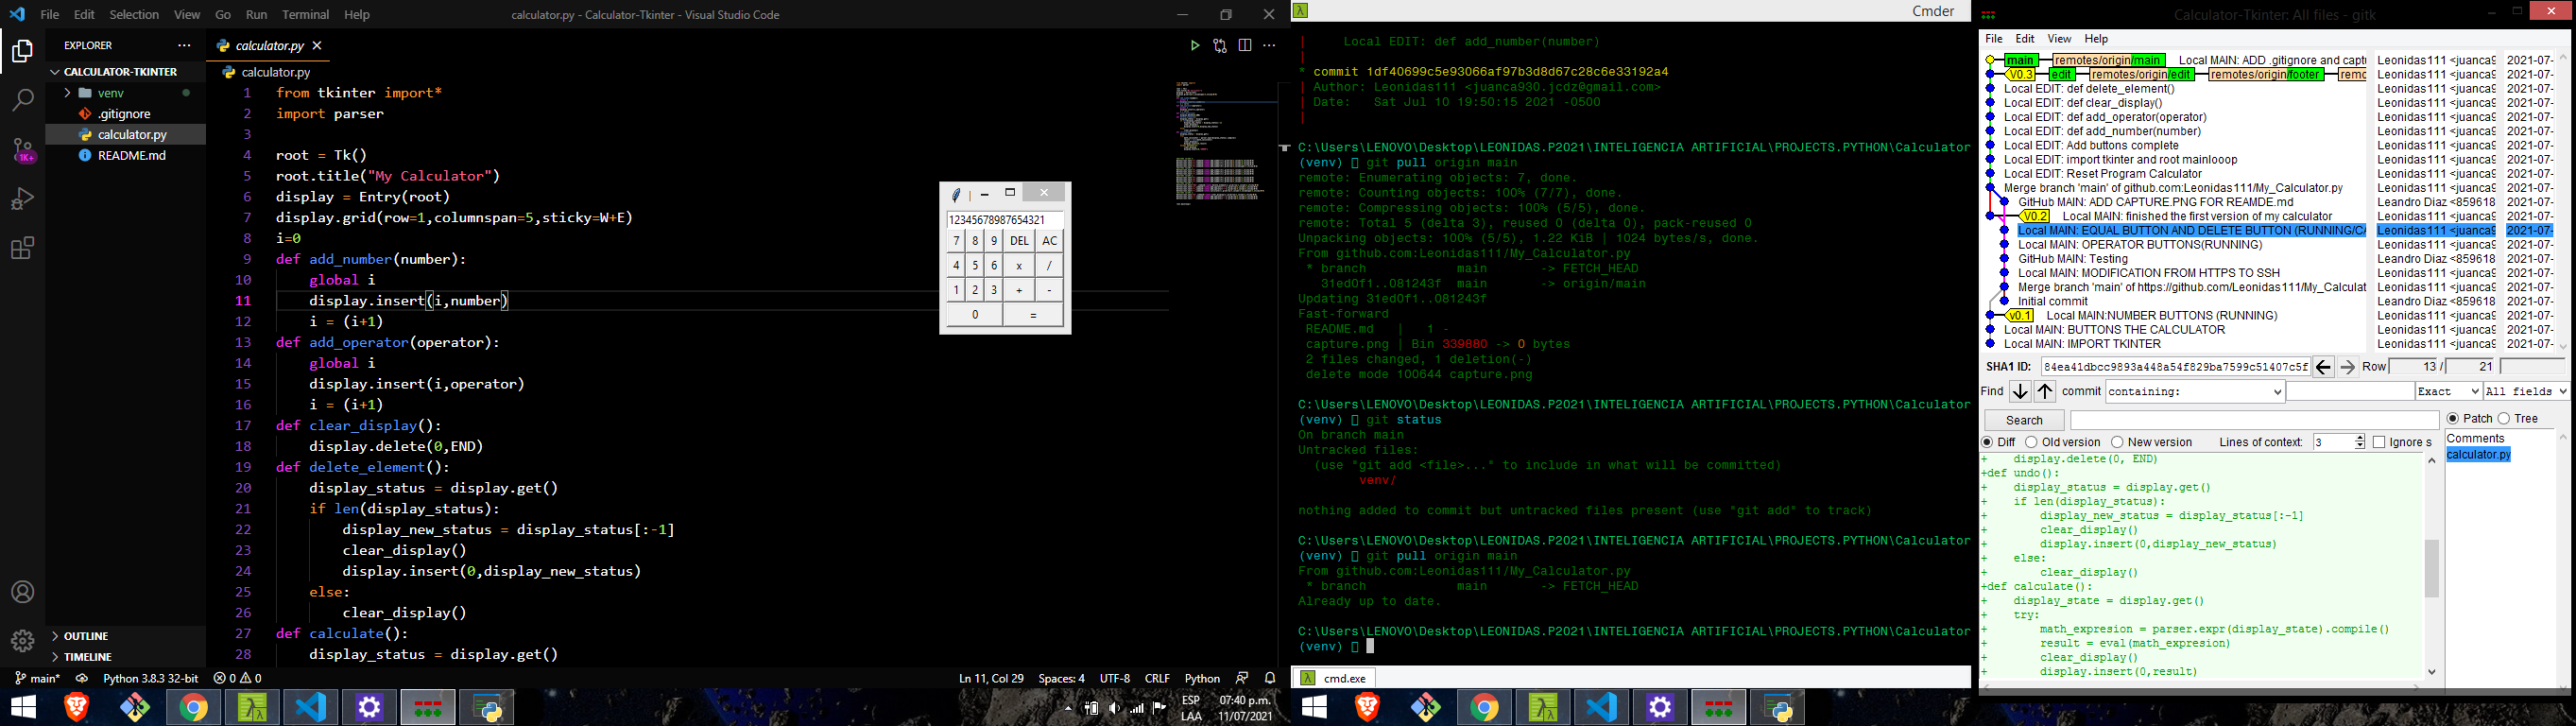 File Edit Selection View Go Run Terminal Help
calculator.py - Calculator-Tkinter - Visual Studio Code
EXPLORER
CALCULATOR-TKINTER
venv
.gitignore
calculator.py
README.md
1K+
OUTLINE
TIMELINE
calculator.py
calculator.py
1 from tkinter import*
2 import parser
3
4 root = Tk()
5 root.title("My Calculator")
6 display = Entry(root)
7 display.grid(row=1,columnspan=5,sticky=W+E)
8 i=0
9 def add_number(number):
10 global i
11 display.insert(i,number)
12 i = (i+1)
13 def add_operator(operator):
14 global i
15 display.insert(i,operator)
16 i = (i+1)
17 def clear_display():
18 display.delete(0,END)
19 def delete_element():
20 display_status = display.get()
21 if len(display_status):
22 display_new_status = display_status[:-1]
23 clear_display()
24 display.insert(0,display_new_status)
25 else:
26 clear_display()
27 def calculate():
28 display_status = display.get()
12345678987654321
7 8 9 DEL AC
4 5 6 x /
1 2 3 + -
0 =
main* Python 3.8.3 32-bit 0 0
Ln 11, Col 29 Spaces: 4 UTF-8 CRLF Python
ESP 07:40 p.m.
LAA 11/07/2021
Cmder
| Local EDIT: def add_number(number)
|
* commit 1df40699c5e93066af97b3d8d67c28c6e33192a4
| Author: Leonidas111 <juanca930.jcdz@gmail.com>
| Date: Sat Jul 10 19:50:15 2021 -0500
|
C:\Users\LENOVO\Desktop\LEONIDAS.P2021\INTELIGENCIA ARTIFICIAL\PROJECTS.PYTHON\Calculator
(venv) git pull origin main
remote: Enumerating objects: 7, done.
remote: Counting objects: 100% (7/7), done.
remote: Compressing objects: 100% (5/5), done.
remote: Total 5 (delta 3), reused 0 (delta 0), pack-reused 0
Unpacking objects: 100% (5/5), 1.22 KiB | 1024 bytes/s, done.
From github.com:Leonidas111/My_Calculator.py
* branch main -> FETCH_HEAD
31ed0f1..081243f main -> origin/main
Updating 31ed0f1..081243f
Fast-forward
README.md | 1 -
capture.png | Bin 339880 -> 0 bytes
2 files changed, 1 deletion(-)
delete mode 100644 capture.png
C:\Users\LENOVO\Desktop\LEONIDAS.P2021\INTELIGENCIA ARTIFICIAL\PROJECTS.PYTHON\Calculator
(venv) git status
On branch main
Untracked files:
(use "git add <file>..." to include in what will be committed)
venv/
nothing added to commit but untracked files present (use "git add" to track)
C:\Users\LENOVO\Desktop\LEONIDAS.P2021\INTELIGENCIA ARTIFICIAL\PROJECTS.PYTHON\Calculator
(venv) git pull origin main
From github.com:Leonidas111/My_Calculator.py
* branch main -> FETCH_HEAD
Already up to date.
C:\Users\LENOVO\Desktop\LEONIDAS.P2021\INTELIGENCIA ARTIFICIAL\PROJECTS.PYTHON\Calculator
(venv)
cmd.exe
Calculator-Tkinter: All files - gitk
File Edit View Help
main remotes/origin/main Local MAIN: ADD .gitignore and capt Leonidas111 <juanca9 2021-07-
V0.3 edit remotes/origin/edit remotes/origin/footer remo Leonidas111 <juanca9 2021-07-
Local EDIT: def delete_element() Leonidas111 <juanca9 2021-07-
Local EDIT: def clear_display() Leonidas111 <juanca9 2021-07-
Local EDIT: def add_operator(operator) Leonidas111 <juanca9 2021-07-
Local EDIT: def add_number(number) Leonidas111 <juanca9 2021-07-
Local EDIT: Add buttons complete Leonidas111 <juanca9 2021-07-
Local EDIT: import tkinter and root mainlooop Leonidas111 <juanca9 2021-07-
Local EDIT: Reset Program Calculator Leonidas111 <juanca9 2021-07-
Merge branch 'main' of github.com:Leonidas111/My_Calculator.py Leonidas111 <juanca9 2021-07-
GitHub MAIN: ADD CAPTURE.PNG FOR REAMDE.md Leandro Diaz <859618 2021-07-
V0.2 Local MAIN: finished the first version of my calculator Leonidas111 <juanca9 2021-07-
Local MAIN: EQUAL BUTTON AND DELETE BUTTON (RUNNING/CA Leonidas111 <juanca9 2021-07-
Local MAIN: OPERATOR BUTTONS(RUNNING) Leonidas111 <juanca9 2021-07-
GitHub MAIN: Testing Leandro Diaz <859618 2021-07-
Local MAIN: MODIFICATION FROM HTTPS TO SSH Leonidas111 <juanca9 2021-07-
Merge branch 'main' of https://github.com/Leonidas111/My_Calculat Leonidas111 <juanca9 2021-07-
Initial commit Leandro Diaz <859618 2021-07-
v0.1 Local MAIN:NUMBER BUTTONS (RUNNING) Leonidas111 <juanca9 2021-07-
Local MAIN: BUTTONS THE CALCULATOR Leonidas111 <juanca9 2021-07-
Local MAIN: IMPORT TKINTER Leonidas111 <juanca9 2021-07-
SHA1 ID: 84ea41dbcc9893a448a54f829ba7599c51407c5f Row 13 / 21
Find commit containing: Exact All fields
Search Patch Tree
Diff Old version New version Lines of context: 3 Ignore s
Comments
calculator.py
+ display.delete(0, END)
+def undo():
+ display_status = display.get()
+ if len(display_status):
+ display_new_status = display_status[:-1]
+ clear_display()
+ display.insert(0,display_new_status)
+ else:
+ clear_display()
+def calculate():
+ display_state = display.get()
+ try:
+ math_expresion = parser.expr(display_state).compile()
+ result = eval(math_expresion)
+ clear_display()
+ display.insert(0,result)